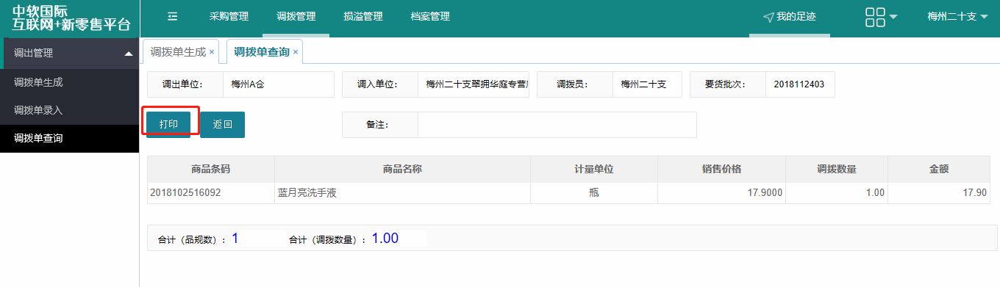 中软国际
互联网+新零售平台
采购管理 调拨管理 损溢管理 档案管理 我的足迹 梅州二十支
调出管理
调拨单生成
调拨单录入
调拨单查询
调拨单生成 × 调拨单查询 ×
调出单位: 梅州A仓 调入单位: 梅州二十支翠拥华庭专营 调拨员: 梅州二十支 要货批次: 2018112403
打印 返回 备注:
商品条码 商品名称 计量单位 销售价格 调拨数量 金额
2018102516092 蓝月亮洗手液 瓶 17.9000 1.00 17.90
合计（品规数）: 1 合计（调拨数量）: 1.00